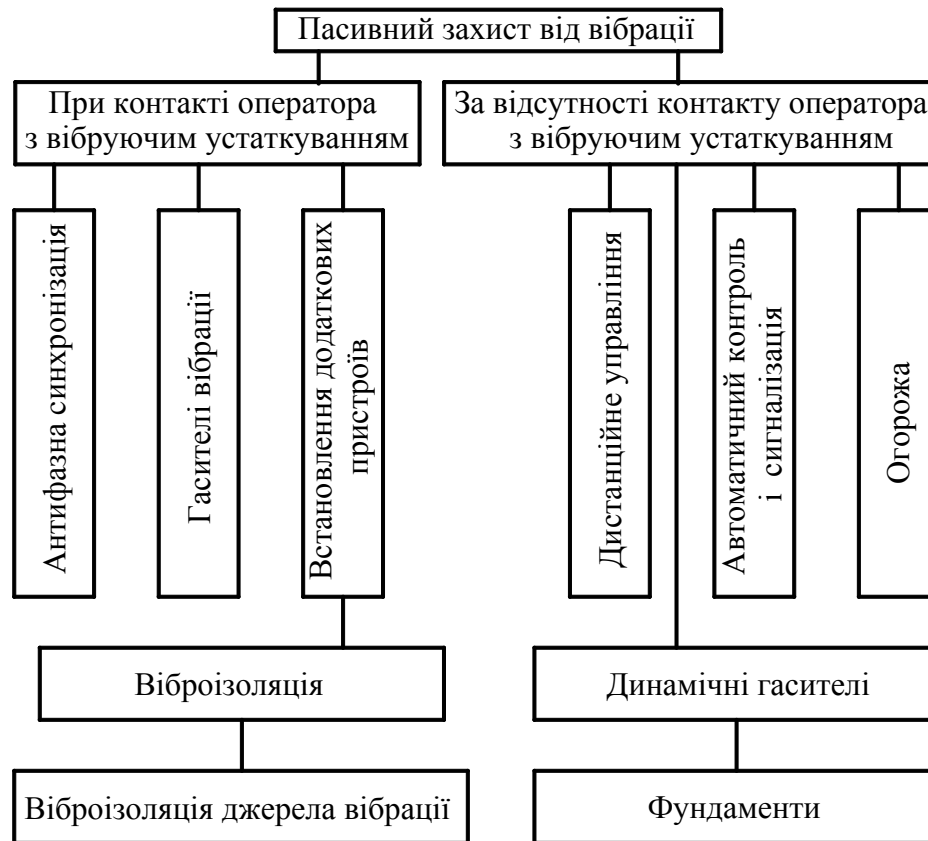 Пасивний захист від вібрації
При контакті оператора
з вібруючим устаткуванням
За відсутності контакту оператора
з вібруючим устаткуванням
Антифазна синхронізація
Гасителі вібрації
Встановлення додаткових
пристроїв
Дистанційне управління
Автоматичний контроль
і сигналізація
Огорожа
Віброізоляція
Динамічні гасителі
Віброізоляція джерела вібрації
Фундаменти